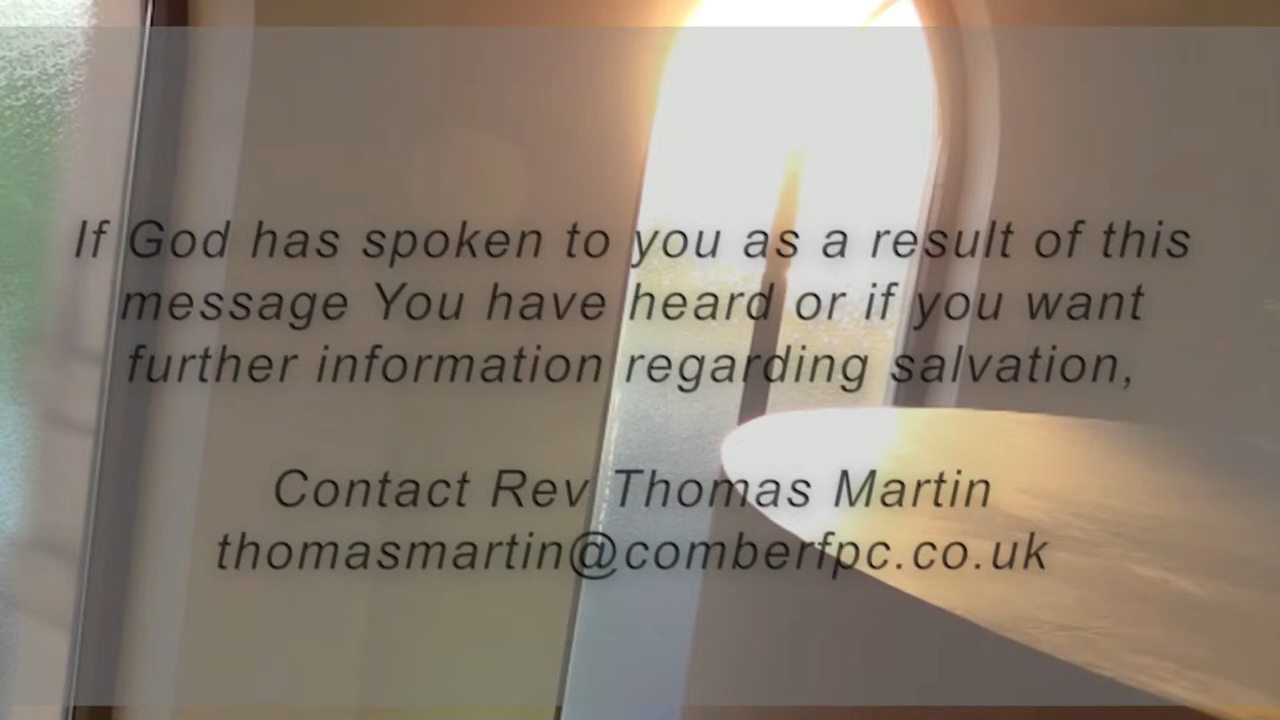 If God has spoken to you as a result of this
message You have heard or if you want
further information regarding salvation,
Contact Rev Thomas Martin
thomasmartin@comberfpc.co.uk